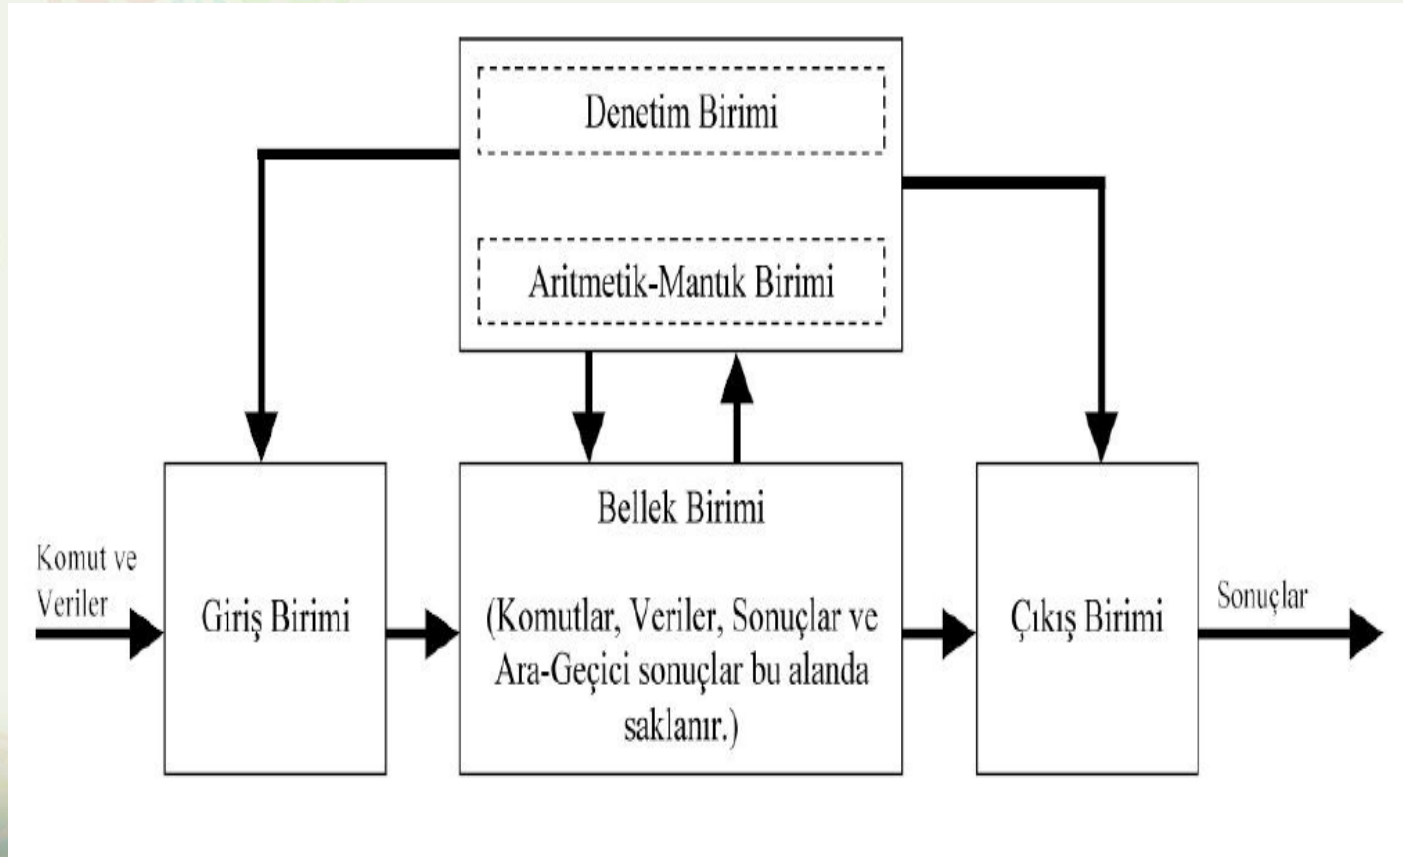 Denetim Birimi
Aritmetik-Mantık Birimi
Komut ve
Veriler
Giriş Birimi
Bellek Birimi
(Komutlar, Veriler, Sonuçlar ve
Ara-Geçici sonuçlar bu alanda
saklanır.)
Çıkış Birimi
Sonuçlar